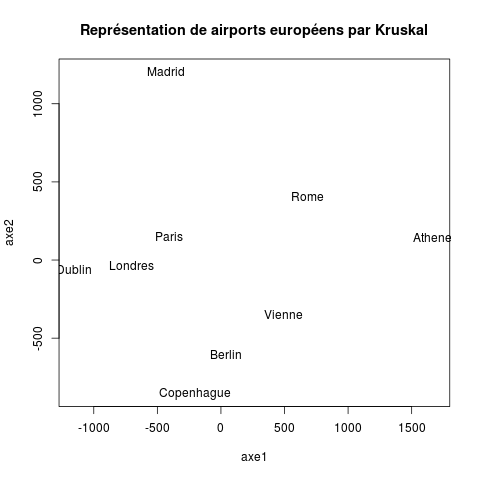 Représentation de airports européens par Kruskal
Madrid
Rome
Paris
Athene
Londres
Dublin
Vienne
Berlin
Copenhague
axe2
1000
500
0
-500
-1000 -500 0 500 1000 1500
axe1